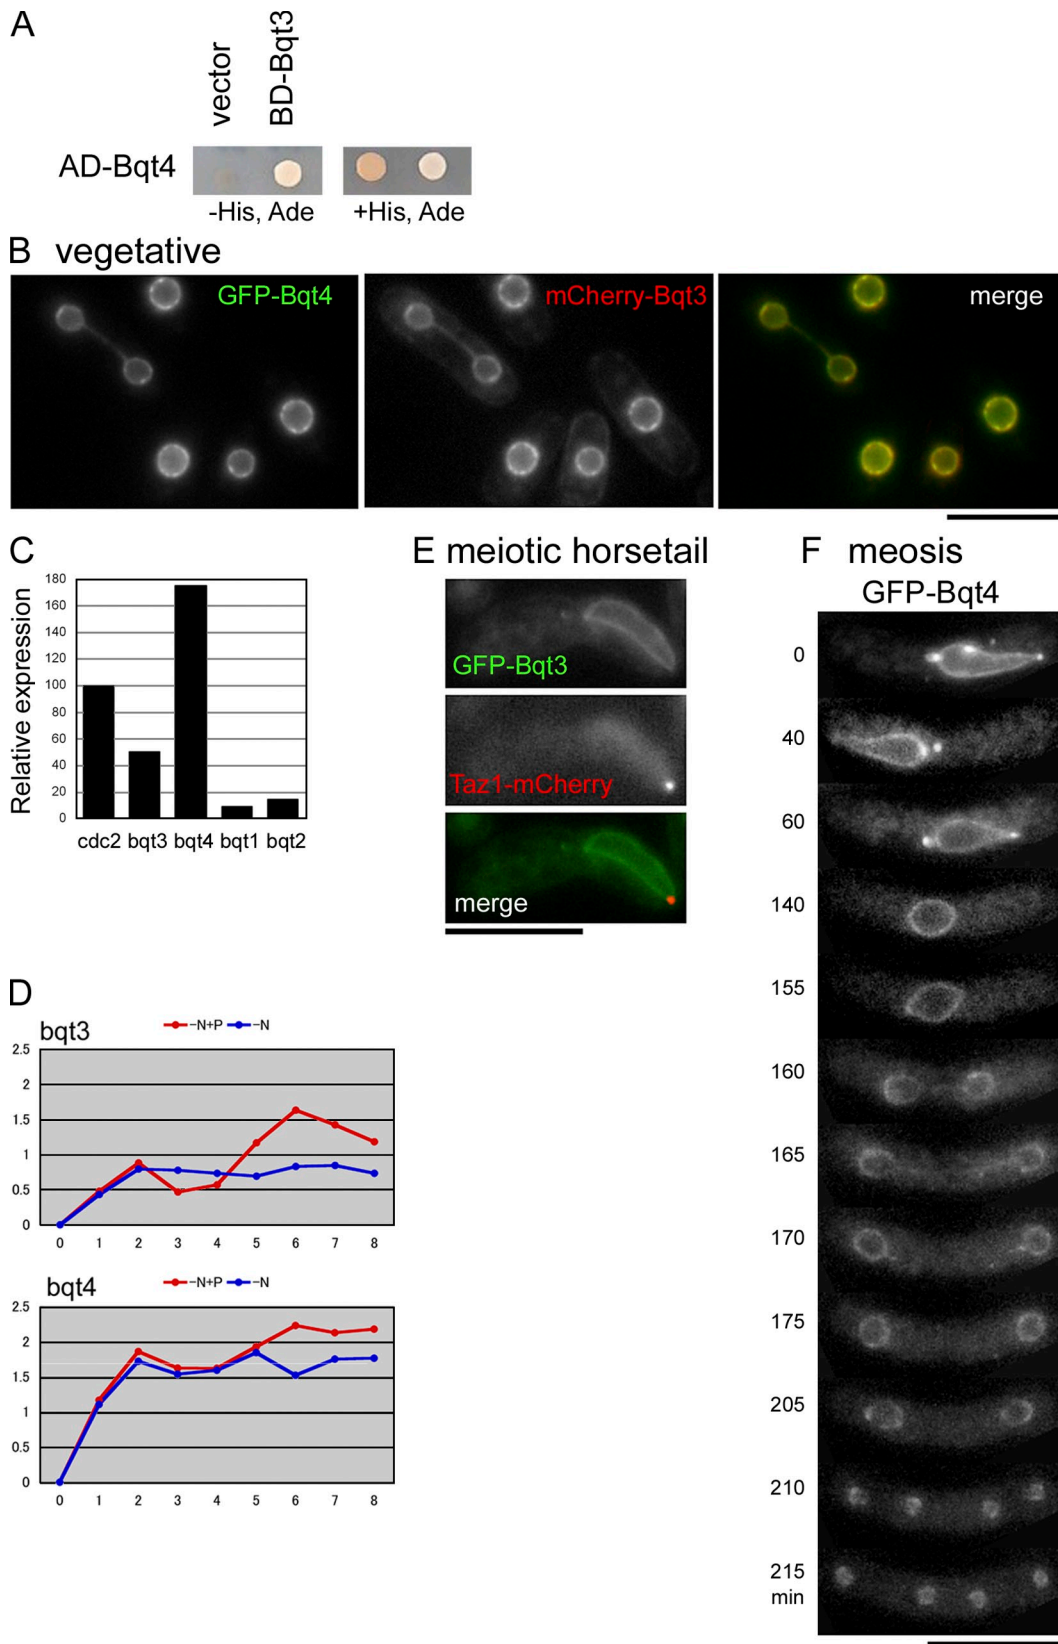 A
vector
BD-Bqt3
AD-Bqt4
-His, Ade
+His, Ade
B vegetative
GFP-Bqt4
mCherry-Bqt3
merge
C
Relative expression
180
160
140
120
100
80
60
40
20
0
cdc2 bqt3 bqt4 bqt1 bqt2
D
bqt3
-N+P -N
2.5
2
1.5
1
0.5
0
0 1 2 3 4 5 6 7 8
bqt4
-N+P -N
2.5
2
1.5
1
0.5
0
0 1 2 3 4 5 6 7 8
E meiotic horsetail
GFP-Bqt3
Taz1-mCherry
merge
F meosis
GFP-Bqt4
0
40
60
140
155
160
165
170
175
205
210
215
min